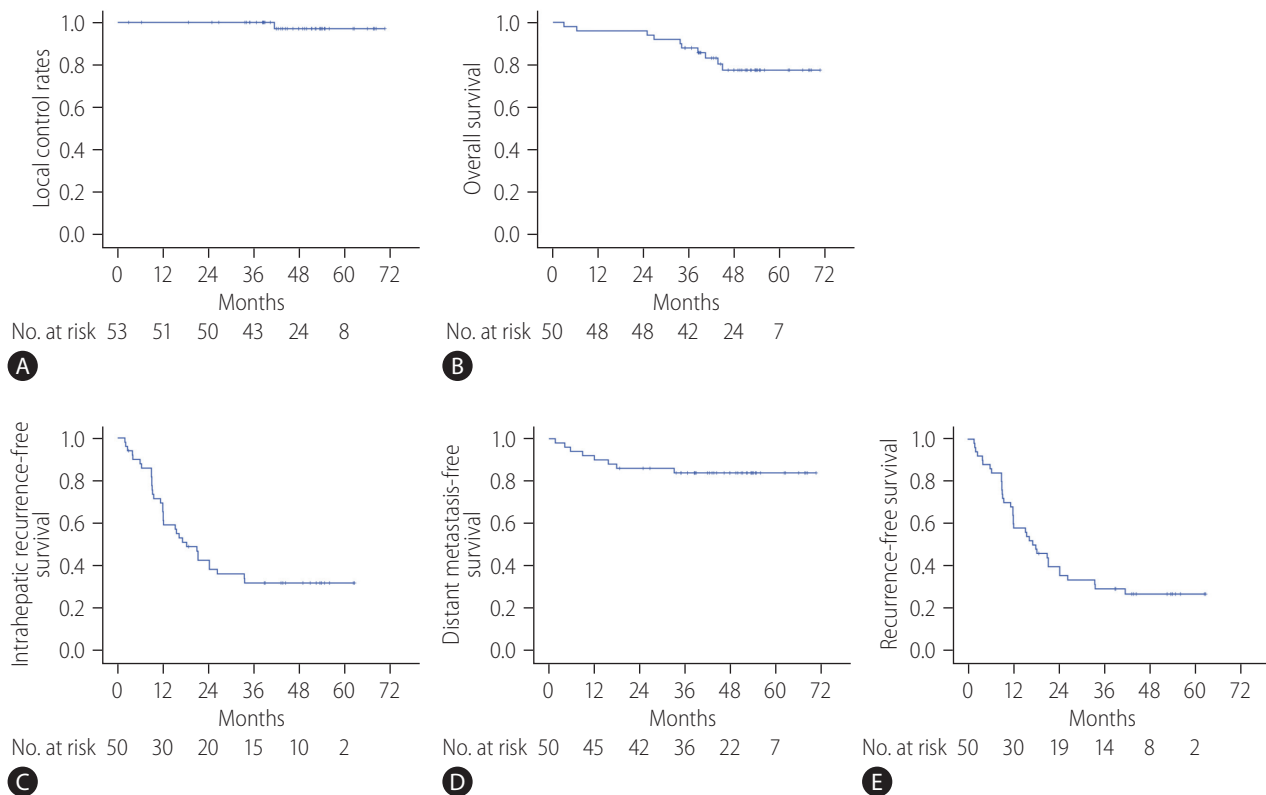 Local control rates
1.0
0.8
0.6
0.4
0.2
0.0
0 12 24 36 48 60 72
Months
No. at risk 53 51 50 43 24 8
A
Overall survival
1.0
0.8
0.6
0.4
0.2
0.0
0 12 24 36 48 60 72
Months
No. at risk 50 48 48 42 24 7
B
Intrahepatic recurrence-free
survival
1.0
0.8
0.6
0.4
0.2
0.0
0 12 24 36 48 60 72
Months
No. at risk 50 30 20 15 10 2
C
Distant metastasis-free
survival
1.0
0.8
0.6
0.4
0.2
0.0
0 12 24 36 48 60 72
Months
No. at risk 50 45 42 36 22 7
D
Recurrence-free survival
1.0
0.8
0.6
0.4
0.2
0.0
0 12 24 36 48 60 72
Months
No. at risk 50 30 19 14 8 2
E